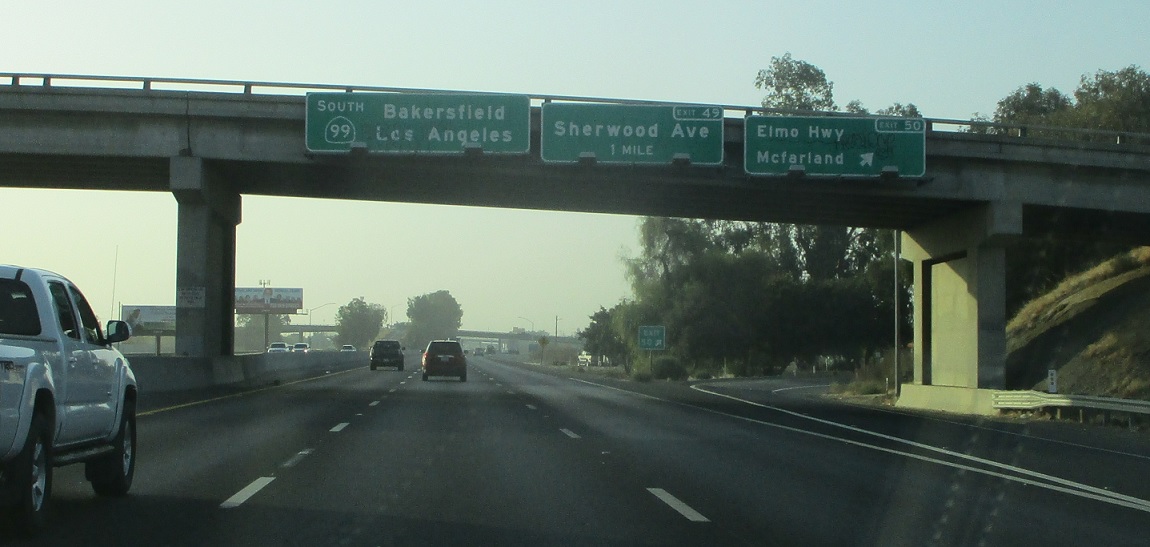 SOUTH
99
Bakersfield
Los Angeles
EXIT 49
Sherwood Ave
1 MILE
EXIT 50
Elmo Hwy
Mcfarland
EXIT
50